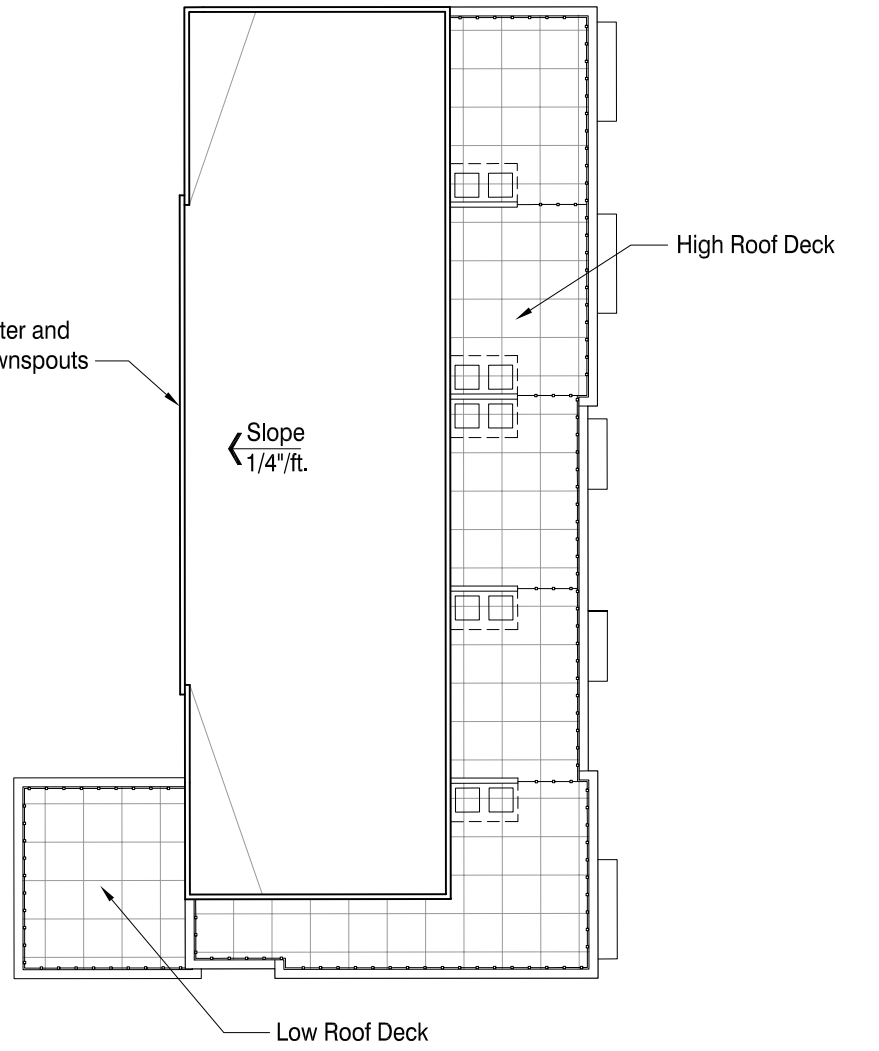 High Roof Deck
ter and
wnspouts
Slope
1/4"/ft.
Low Roof Deck